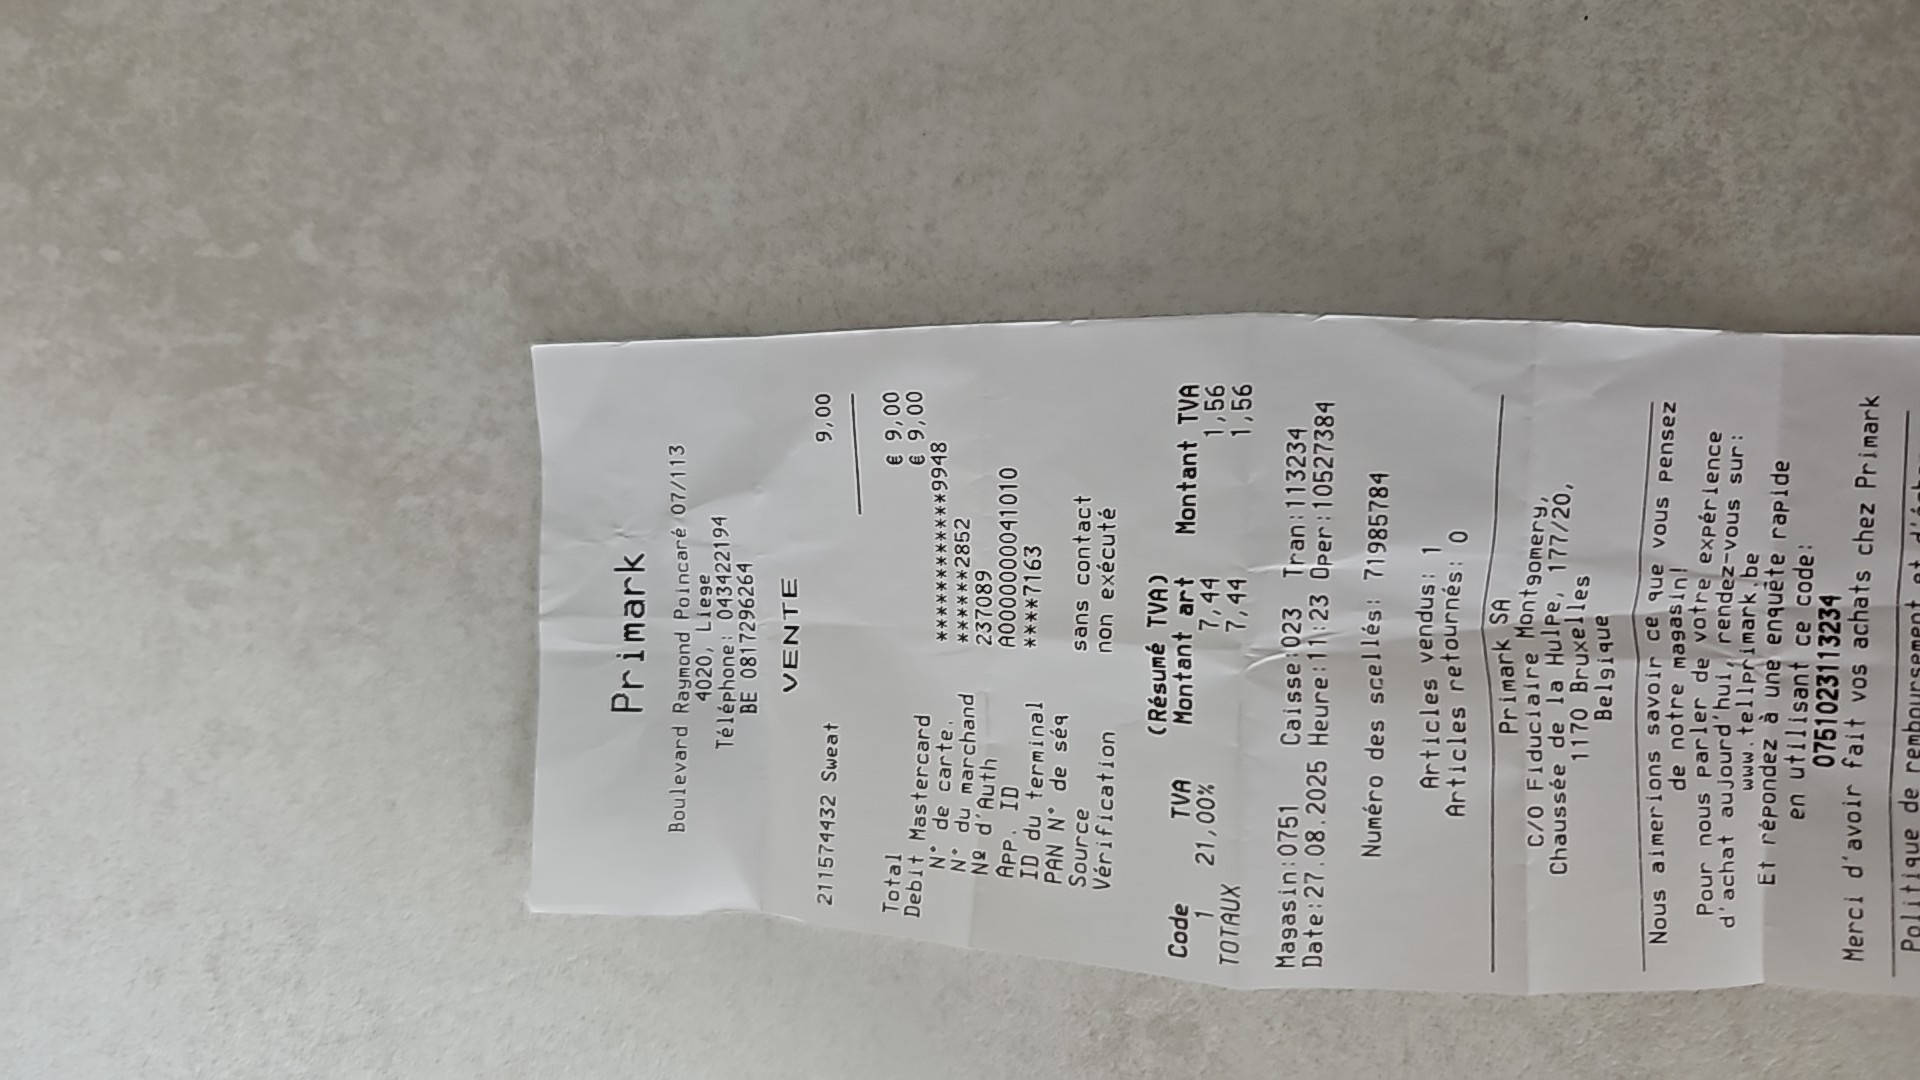 Primark
Boulevard Raymond Poincaré 07/113
4020, Liege
Téléphone: 043422194
BE 0817296264
VENTE
211574432 Sweat 9,00
Total € 9,00
Debit Mastercard € 9,00
N° de carte. ************9948
N° du marchand ******2852
Nº d'Auth 2377089
App. ID A0000000041010
ID du terminal ****7163
PAN N° de séq
Source sans contact
Vérification non exécuté
(Résumé TVA)
Code TVA Montant art Montant TVA
1 21,00% 7,44 1,56
TOTAUX 7,44 1,56
Magasin:0751 Caisse:023 Tran:113234
Date:27.08.2025 Heure:11:23 Oper:10527384
Numéro des scellés: 71985784
Articles vendus: 1
Articles retournés: 0
Primark SA
C/O Fiduciaire Montgomery,
Chaussée de la Hulpe, 177/20,
1170 Bruxelles
Belgique
Nous aimerions savoir ce que vous pensez
de notre magasin!
Pour nous parler de votre expérience
d'achat aujourd'hui, rendez-vous sur:
www.tellprimark.be
Et répondez à une enquête rapide
en utilisant ce code:
0751023113234
Merci d'avoir fait vos achats chez Primark
Politique de remboursement et